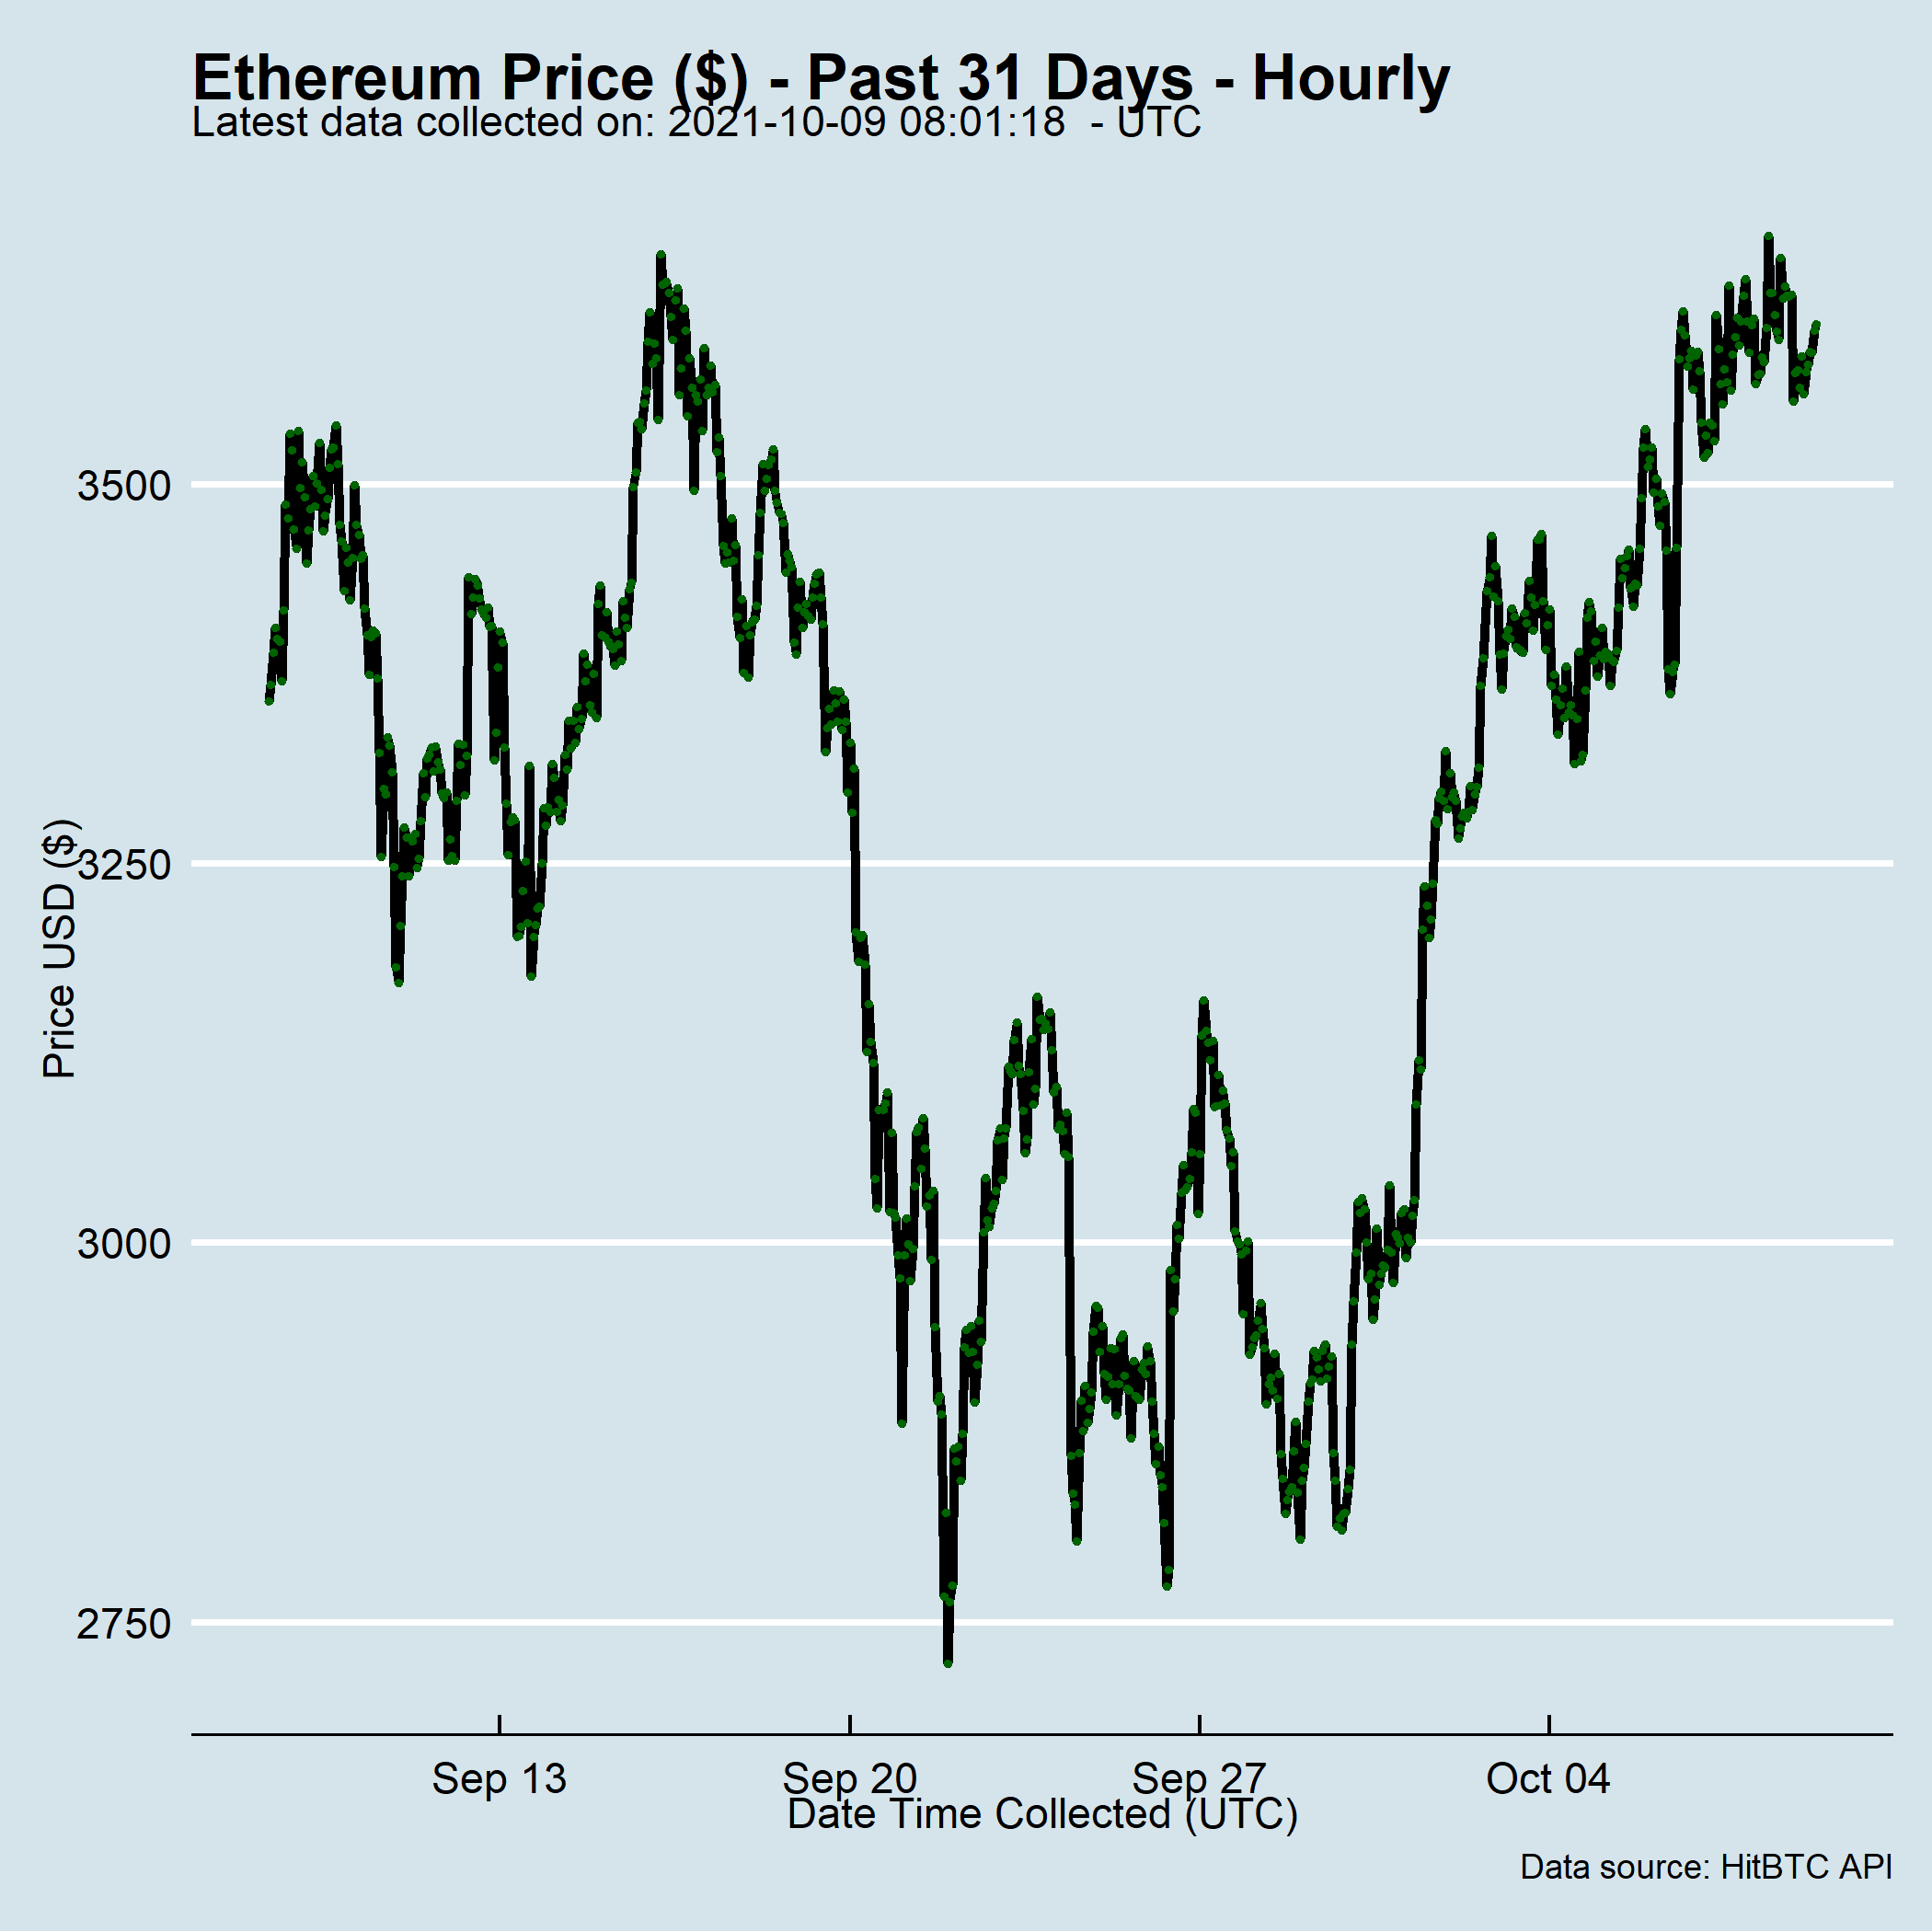 Ethereum Price ($) - Past 31 Days - Hourly
Latest data collected on: 2021-10-09 08:01:18  - UTC
Price USD ($)
3500
3250
3000
2750
Sep 13
Sep 20
Sep 27
Oct 04
Date Time Collected (UTC)
Data source: HitBTC API